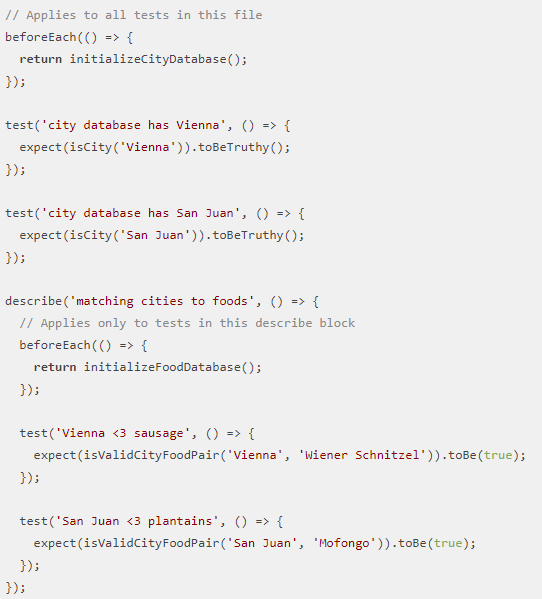 // Applies to all tests in this file
beforeEach(() => {
  return initializeCityDatabase();
});

test('city database has Vienna', () => {
  expect(isCity('Vienna')).toBeTruthy();
});

test('city database has San Juan', () => {
  expect(isCity('San Juan')).toBeTruthy();
});

describe('matching cities to foods', () => {
  // Applies only to tests in this describe block
  beforeEach(() => {
    return initializeFoodDatabase();
  });

  test('Vienna <3 sausage', () => {
    expect(isValidCityFoodPair('Vienna', 'Wiener Schnitzel')).toBe(true);
  });

  test('San Juan <3 plantains', () => {
    expect(isValidCityFoodPair('San Juan', 'Mofongo')).toBe(true);
  });
});